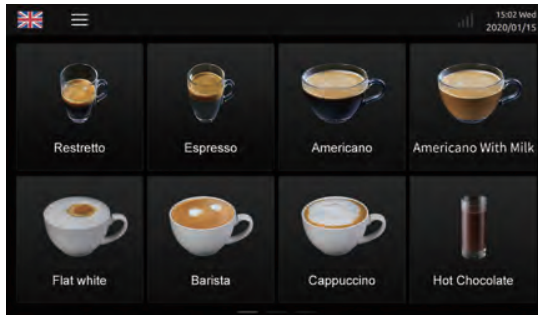 15:02 Wed
2020/01/15
Restretto
Espresso
Americano
Americano With Milk
Flat white
Barista
Cappuccino
Hot Chocolate